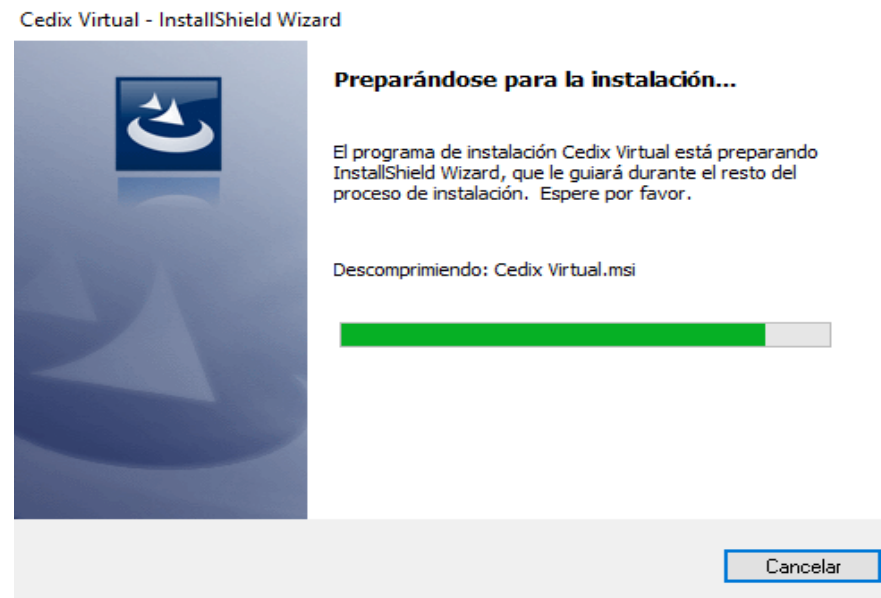 Cedix Virtual - InstallShield Wizard
Preparándose para la instalación...
El programa de instalación Cedix Virtual está preparando
InstallShield Wizard, que le guiará durante el resto del
proceso de instalación.  Espere por favor.
Descomprimiendo: Cedix Virtual.msi
Cancelar